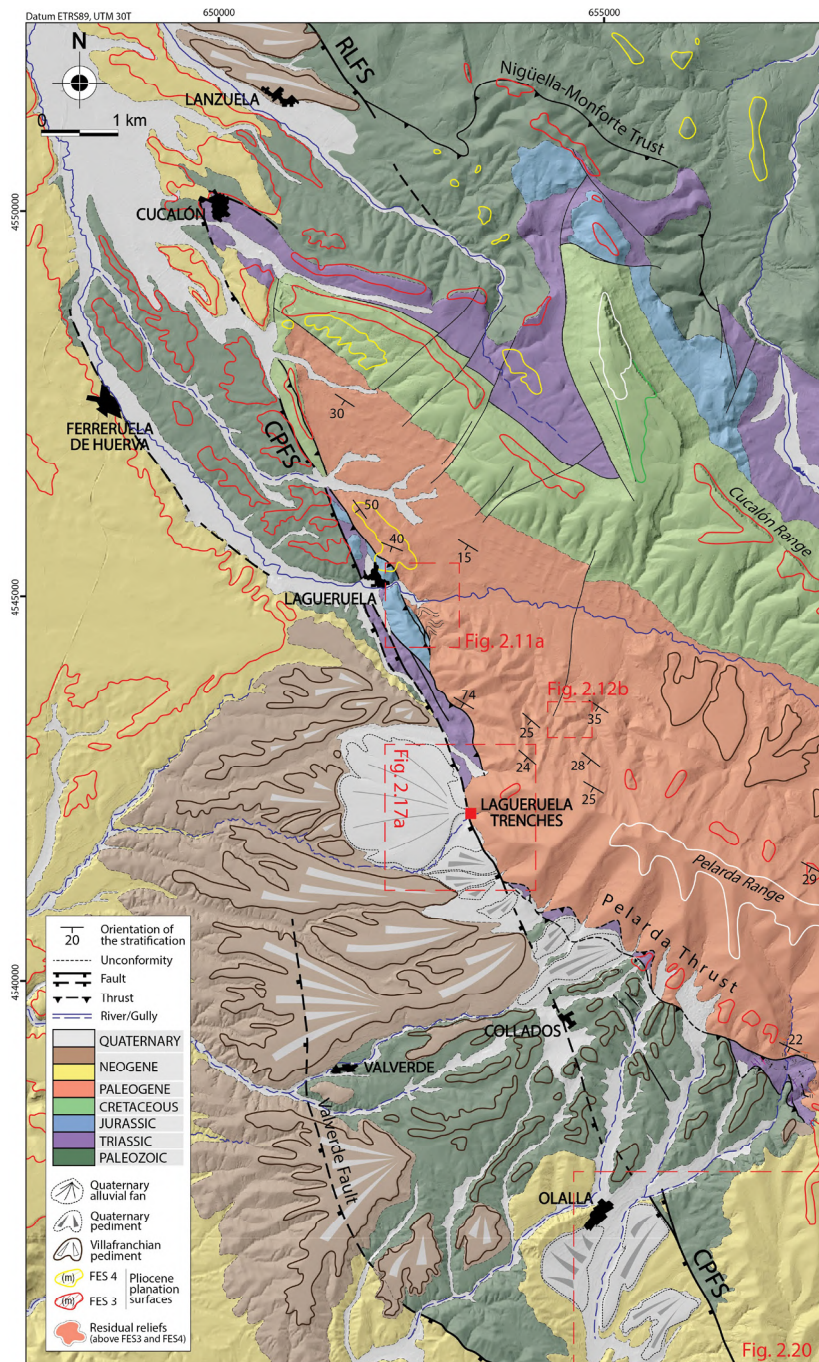 Datum ETRS89, UTM 30T
650000
655000
N
0
1 km
LANZUELA
RLFS
Nigüella-Monforte Trust
4550000
CUCALÓN
30
FERRERUELA
DE HUERVA
CPFS
50
40
15
Cucalón Range
4545000
LAGUERUELA
Fig. 2.11a
74
Fig. 2.12b
25
35
24
28
25
Fig. 2.17a
LAGUERUELA
TRENCHES
Pelarda Range
29
Pelarda Thrust
4540000
COLLADOS
22
VALVERDE
Valverde Fault
OLALLA
CPFS
Fig. 2.20
20
Orientation of
the stratification
Unconformity
Fault
Thrust
River/Gully
QUATERNARY
NEOGENE
PALEOGENE
CRETACEOUS
JURASSIC
TRIASSIC
PALEOZOIC
Quaternary
alluvial fan
Quaternary
pediment
Villafranchian
pediment
(m) FES 4
(m) FES 3
Pliocene
planation
surfaces
Residual reliefs
(above FES3 and FES4)